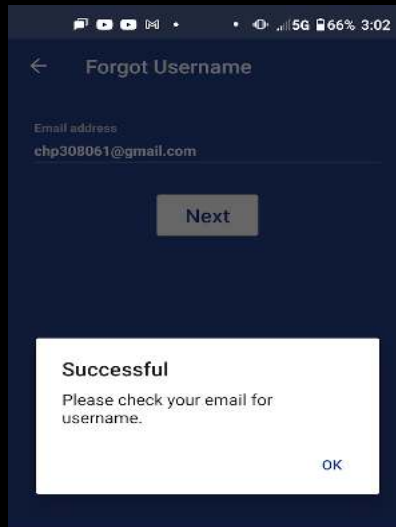 5G 66% 3:02
Forgot Username
Email address
chp308061@gmail.com
Next
Successful
Please check your email for
username.
OK